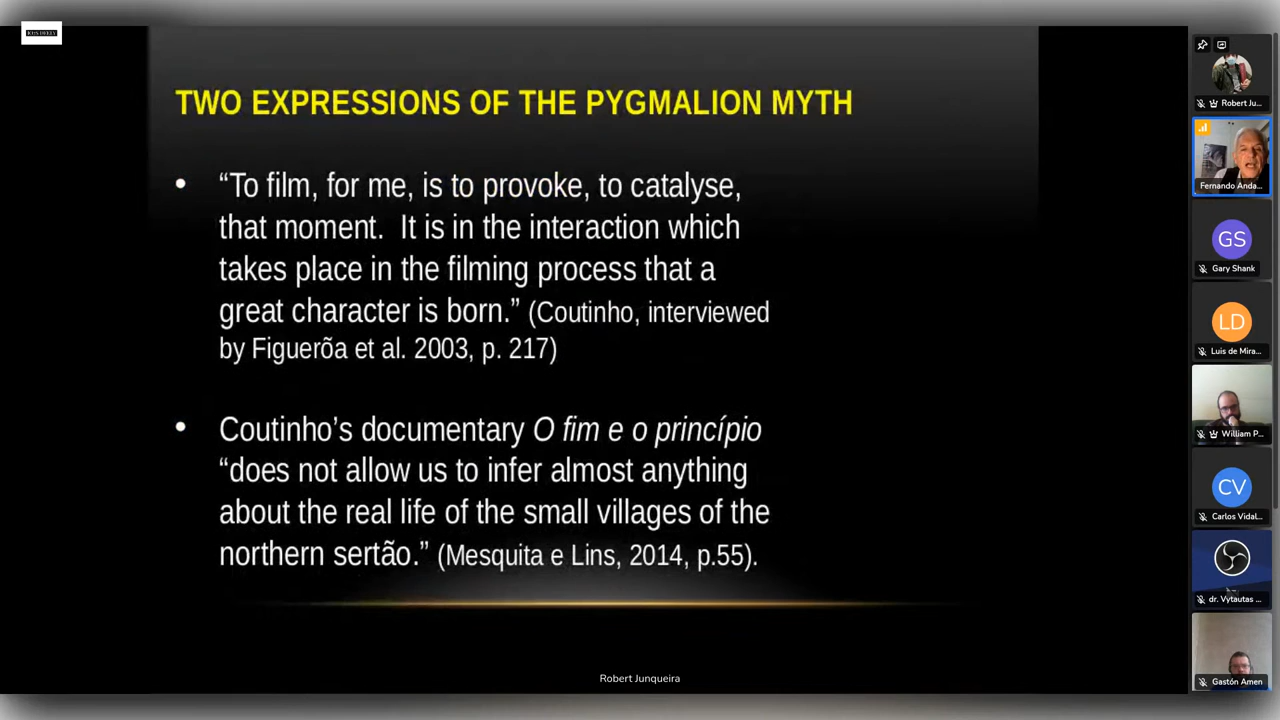 TWO EXPRESSIONS OF THE PYGMALION MYTH
• “To film, for me, is to provoke, to catalyse,
that moment.  It is in the interaction which
takes place in the filming process that a
great character is born.” (Coutinho, interviewed
by Figuerõa et al. 2003, p. 217)
• Coutinho’s documentary O fim e o princípio
“does not allow us to infer almost anything
about the real life of the small villages of the
northern sertão.” (Mesquita e Lins, 2014, p.55).
Robert Junqueira
Robert Ju...
Fernando Anda...
GS
Gary Shank
LD
Luis de Mira...
William P...
CV
Carlos Vidal...
dr. Vytautas ...
Gastón Amen